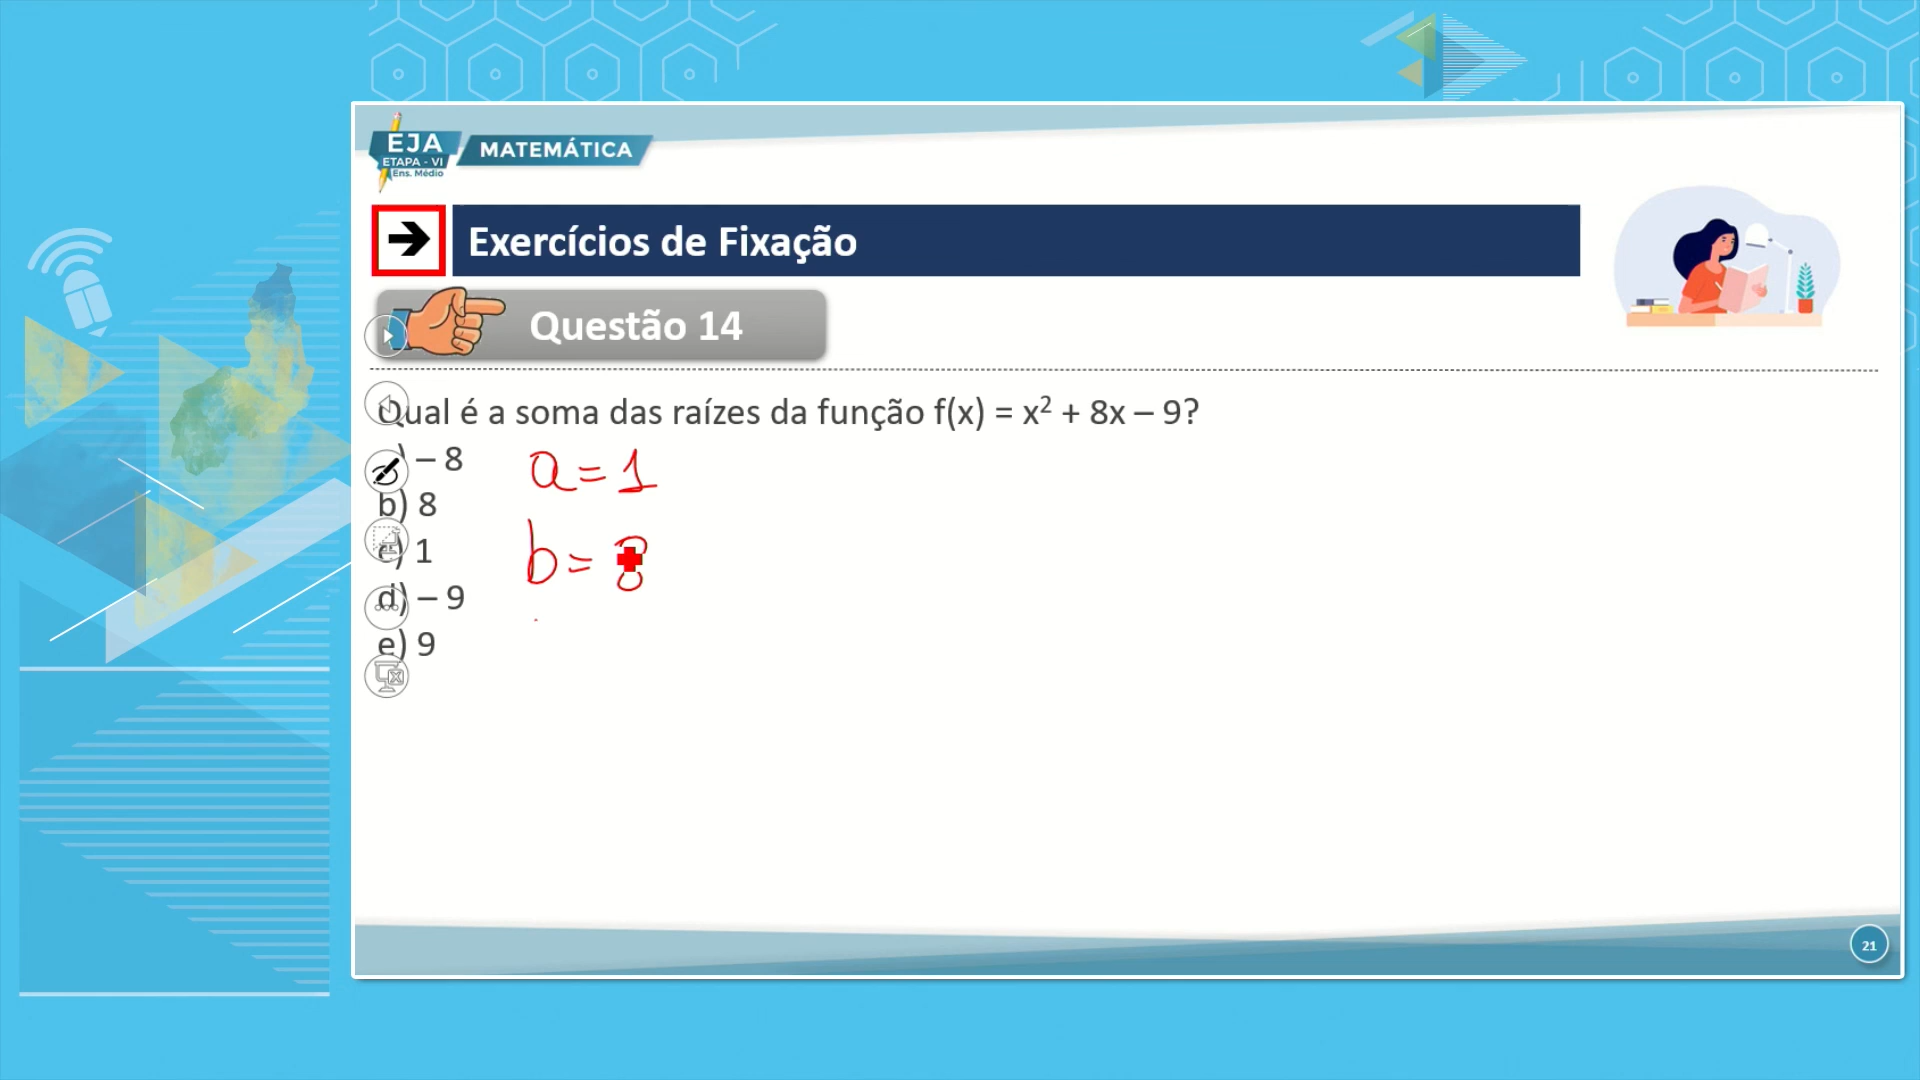 EJA
ETAPA - VI
Ens. Médio
MATEMÁTICA
Exercícios de Fixação
Questão 14
Qual é a soma das raízes da função f(x) = x² + 8x – 9?
– 8
a = 1
b) 8
b = 8
c) 1
d) – 9
e) 9
21